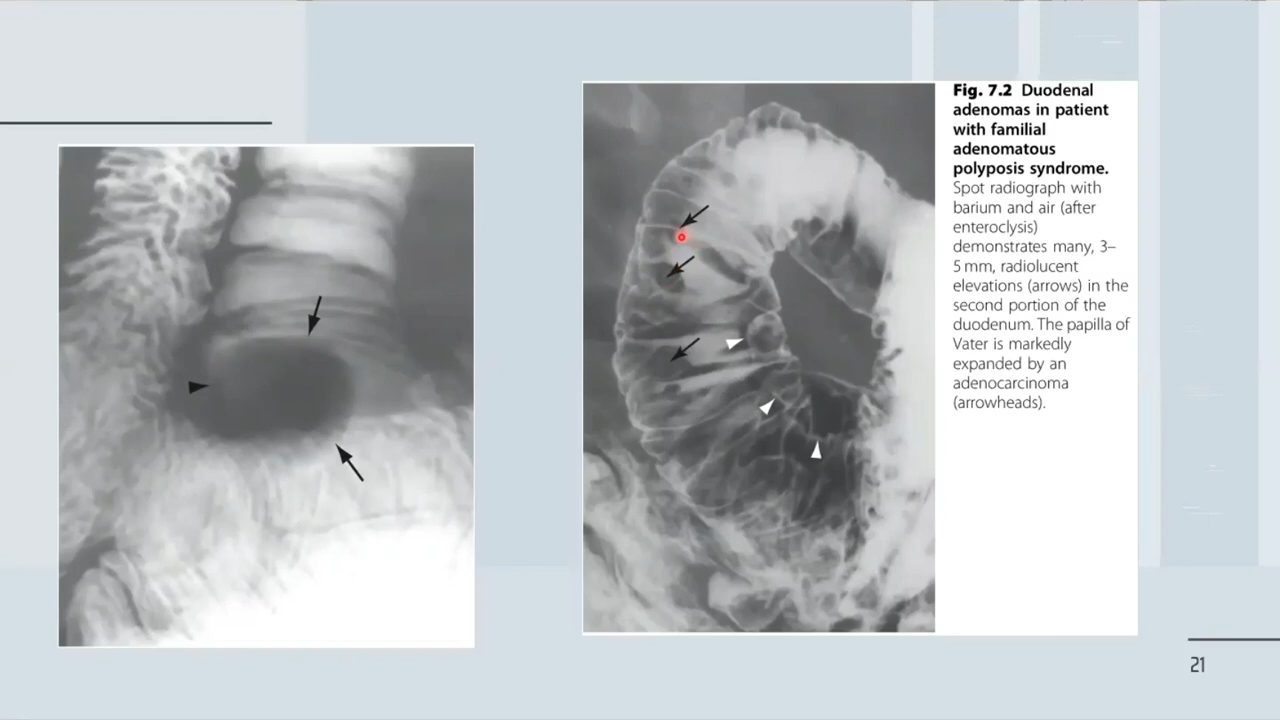 Fig. 7.2 Duodenal
adenomas in patient
with familial
adenomatous
polyposis syndrome.
Spot radiograph with
barium and air (after
enteroclysis)
demonstrates many, 3–
5 mm, radiolucent
elevations (arrows) in the
second portion of the
duodenum. The papilla of
Vater is markedly
expanded by an
adenocarcinoma
(arrowheads).
21